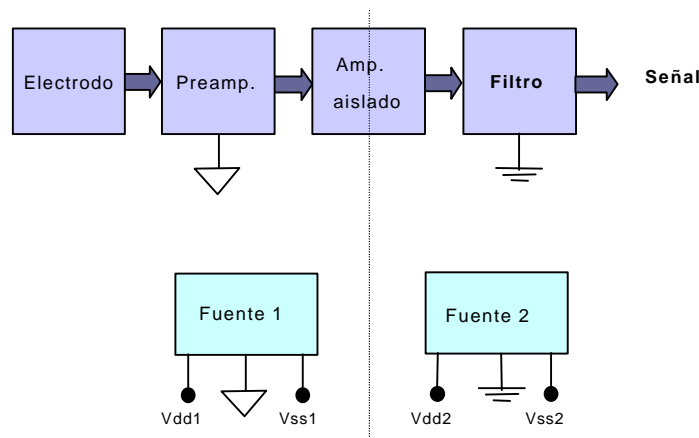 Electrodo
Preamp.
Amp.
aislado
Filtro
Señal
Fuente 1
Fuente 2
Vdd1
Vss1
Vdd2
Vss2